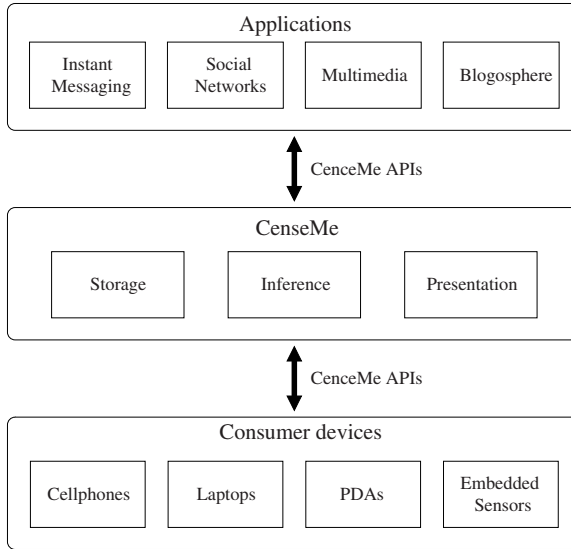 Applications
Instant
Messaging
Social
Networks
Multimedia
Blogosphere
CenceMe APIs
CenseMe
Storage
Inference
Presentation
CenceMe APIs
Consumer devices
Cellphones
Laptops
PDAs
Embedded
Sensors